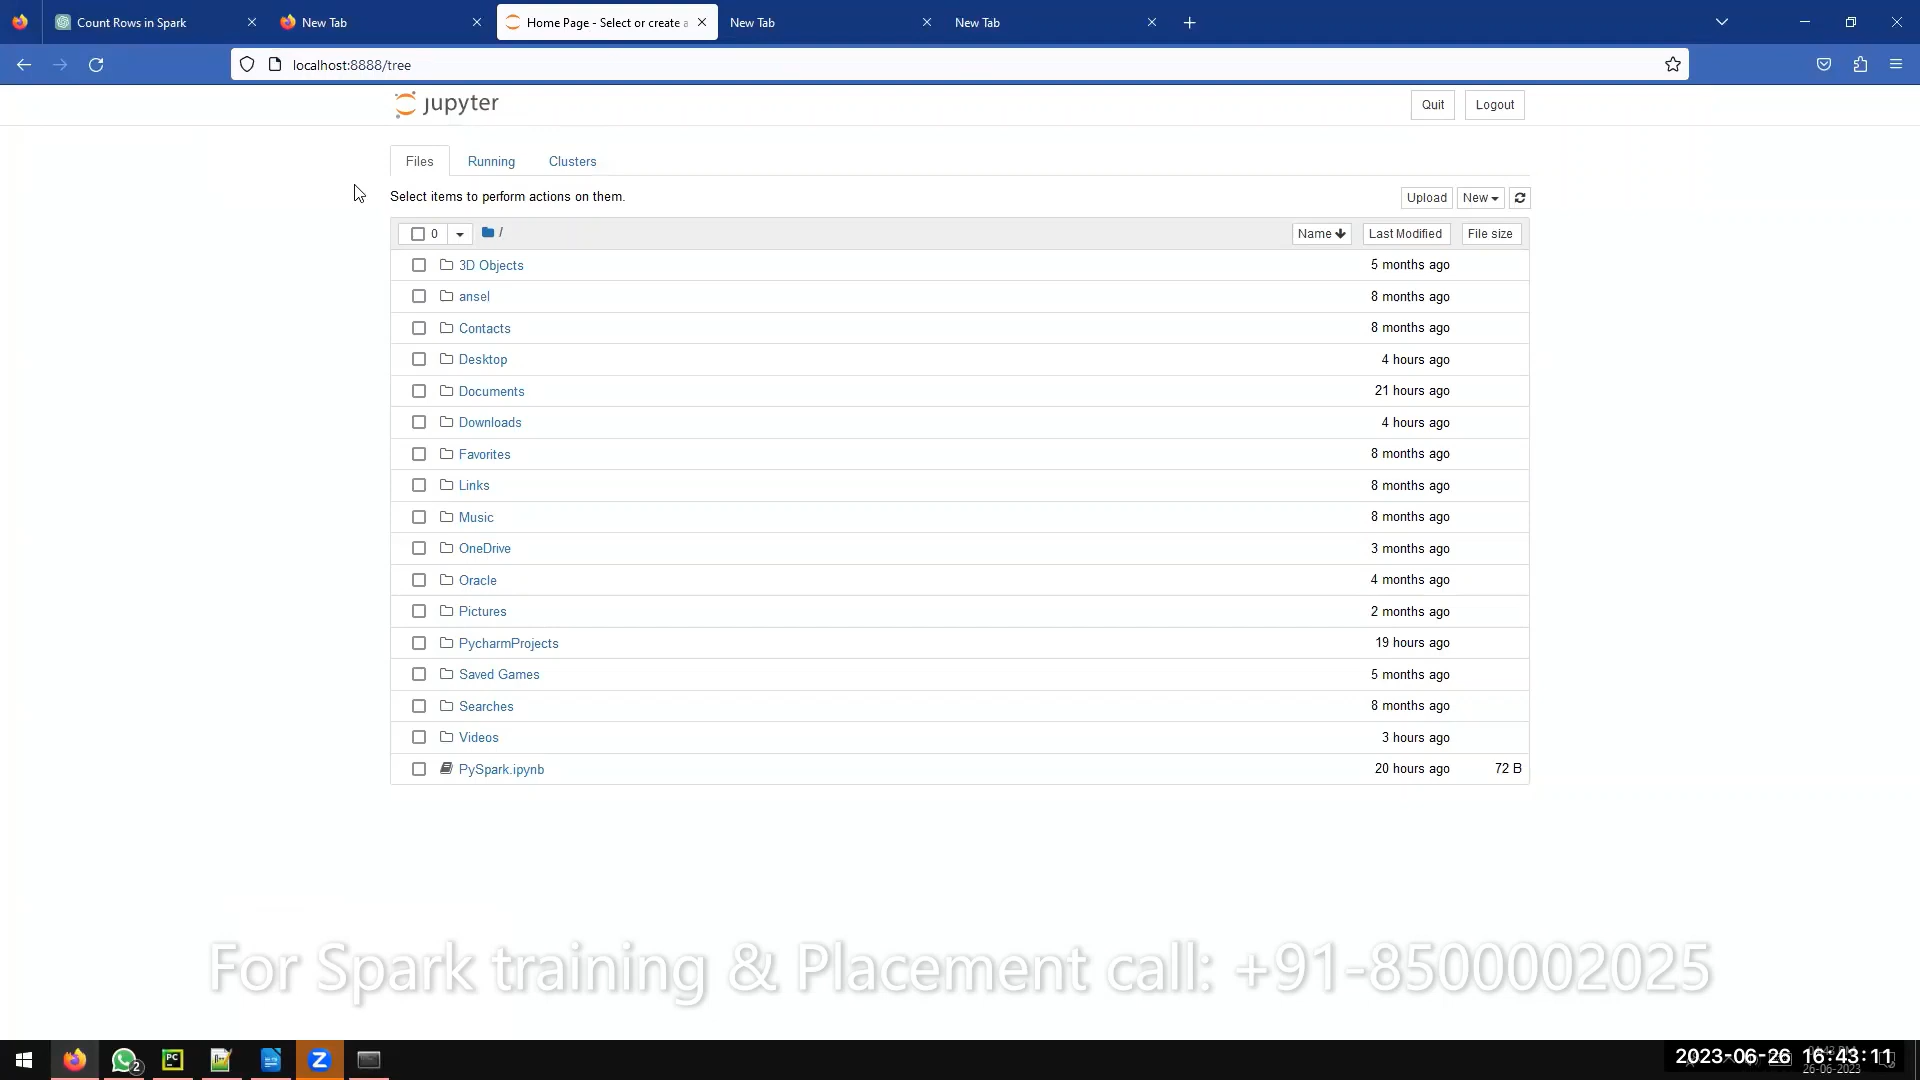 Count Rows in Spark
New Tab
Home Page - Select or create a
New Tab
New Tab
localhost:8888/tree
jupyter
Quit
Logout
Files
Running
Clusters
Select items to perform actions on them.
Upload
New
0
/
Name
Last Modified
File size
3D Objects 5 months ago
ansel 8 months ago
Contacts 8 months ago
Desktop 4 hours ago
Documents 21 hours ago
Downloads 4 hours ago
Favorites 8 months ago
Links 8 months ago
Music 8 months ago
OneDrive 3 months ago
Oracle 4 months ago
Pictures 2 months ago
PycharmProjects 19 hours ago
Saved Games 5 months ago
Searches 8 months ago
Videos 3 hours ago
PySpark.ipynb 20 hours ago 72 B
For Spark training & Placement call: +91-8500002025
2
PC
Z
2023-06-26 16:43:11
26-06-2023